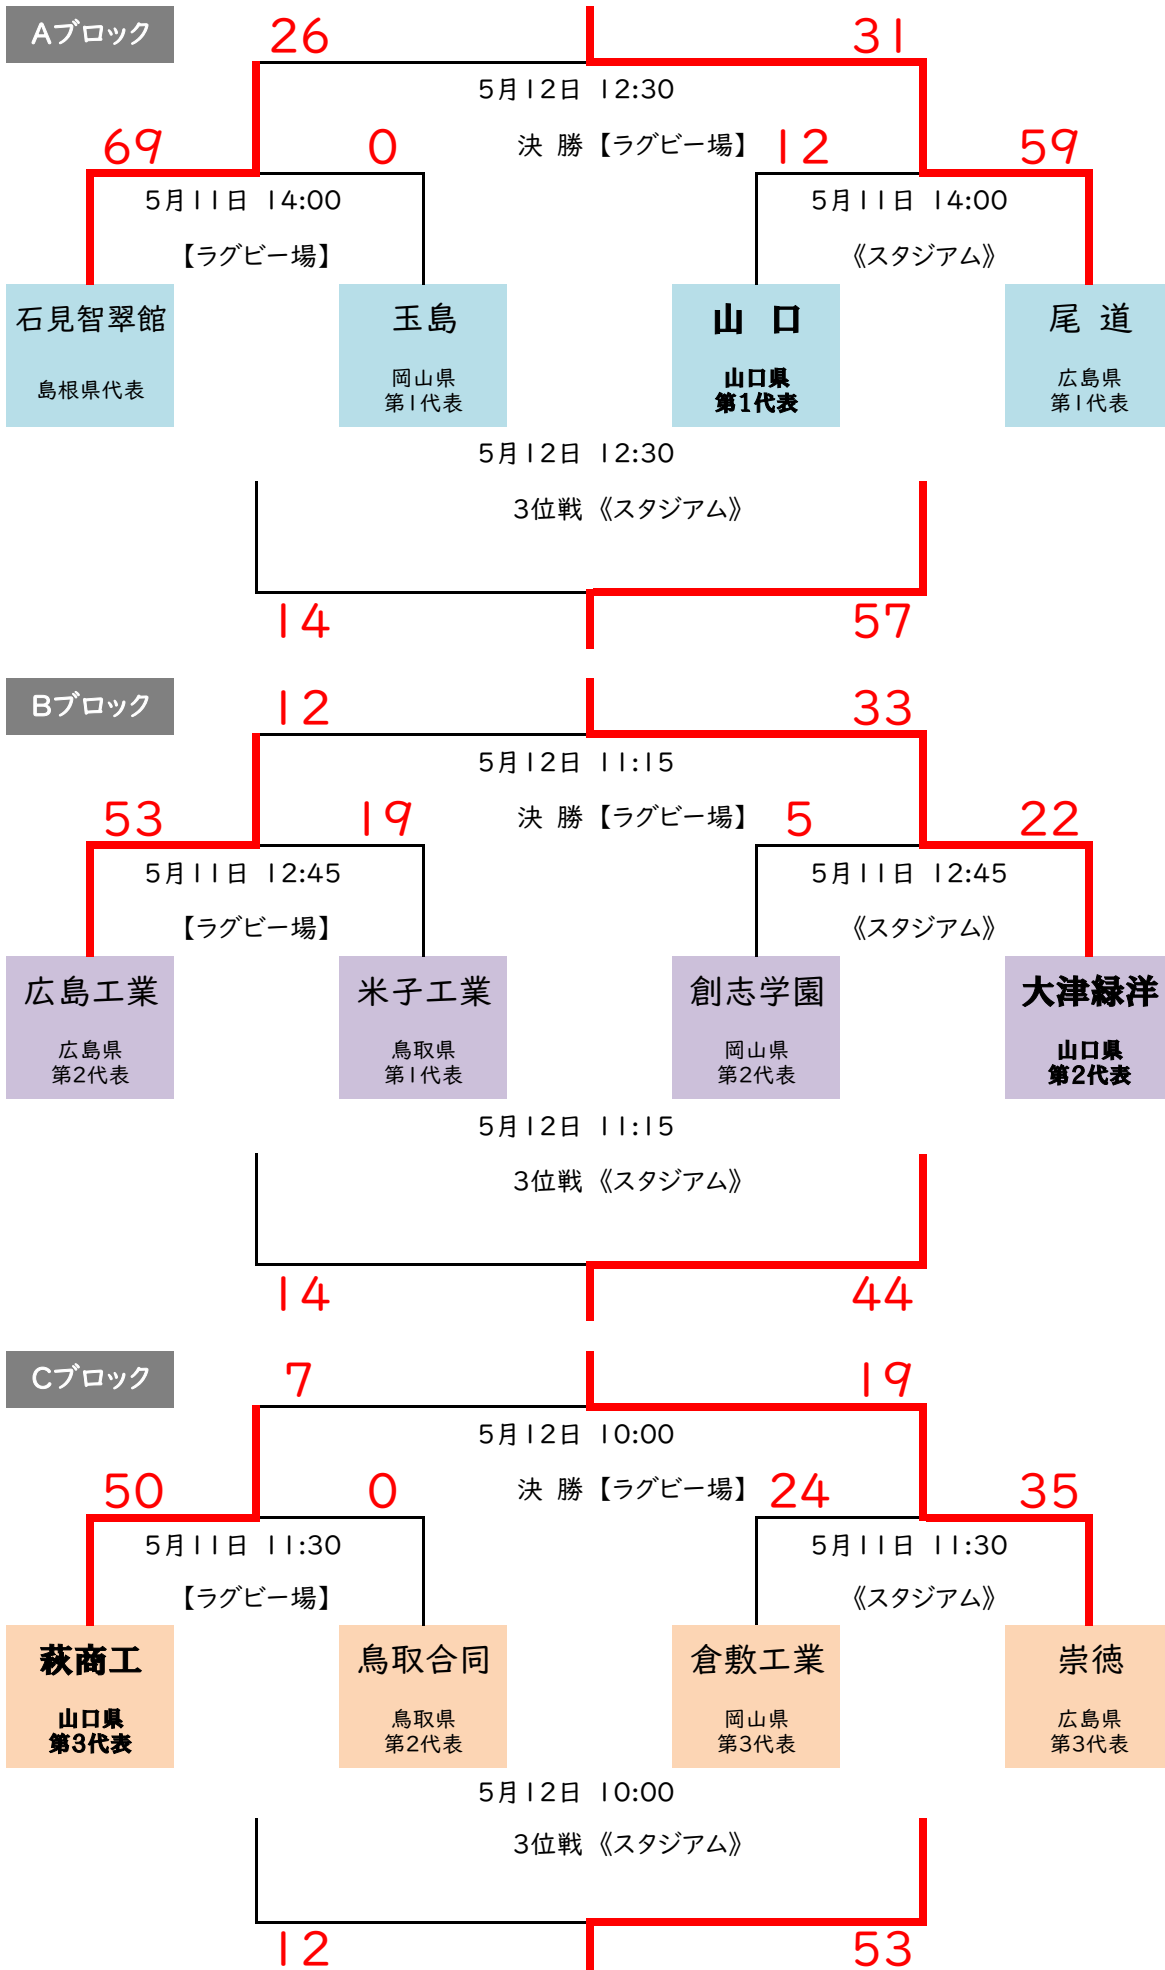 Aブロック
26
31
5月12日 12:30
決 勝【ラグビー場】
69
0
12
59
5月11日 14:00
【ラグビー場】
5月11日 14:00
《スタジアム》
石見智翠館
島根県代表
玉島
岡山県
第1代表
山 口
山口県
第1代表
尾 道
広島県
第1代表
5月12日 12:30
3位戦《スタジアム》
14
57
Bブロック
12
33
5月12日 11:15
決 勝【ラグビー場】
53
19
5
22
5月11日 12:45
【ラグビー場】
5月11日 12:45
《スタジアム》
広島工業
広島県
第2代表
米子工業
鳥取県
第1代表
創志学園
岡山県
第2代表
大津緑洋
山口県
第2代表
5月12日 11:15
3位戦《スタジアム》
14
44
Cブロック
7
19
5月12日 10:00
決 勝【ラグビー場】
50
0
24
35
5月11日 11:30
【ラグビー場】
5月11日 11:30
《スタジアム》
萩商工
山口県
第3代表
鳥取合同
鳥取県
第2代表
倉敷工業
岡山県
第3代表
崇徳
広島県
第3代表
5月12日 10:00
3位戦《スタジアム》
12
53